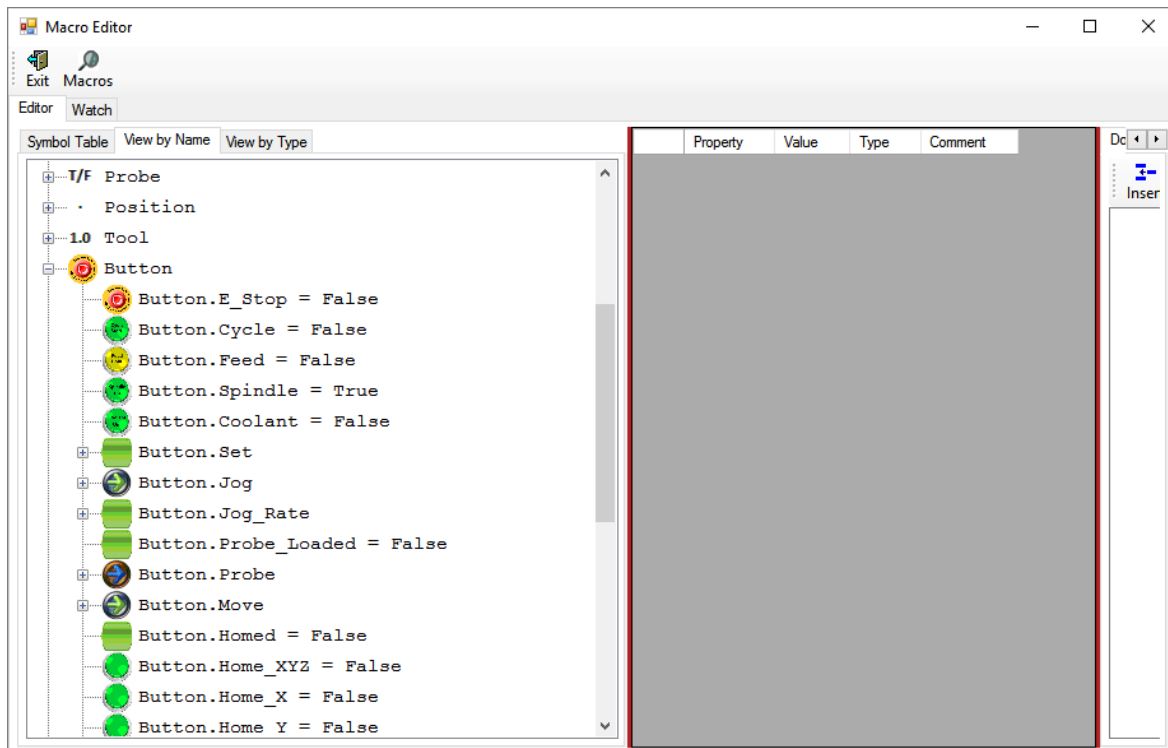 Macro Editor
Exit Macros
Editor Watch
Symbol Table View by Name View by Type
Property Value Type Comment
T/F Probe
Position
1.0 Tool
Button
Button.E_Stop = False
Button.Cycle = False
Button.Feed = False
Button.Spindle = True
Button.Coolant = False
Button.Set
Button.Jog
Button.Jog_Rate
Button.Probe_Loaded = False
Button.Probe
Button.Move
Button.Homed = False
Button.Home_XYZ = False
Button.Home_X = False
Button.Home_Y = False
Inser